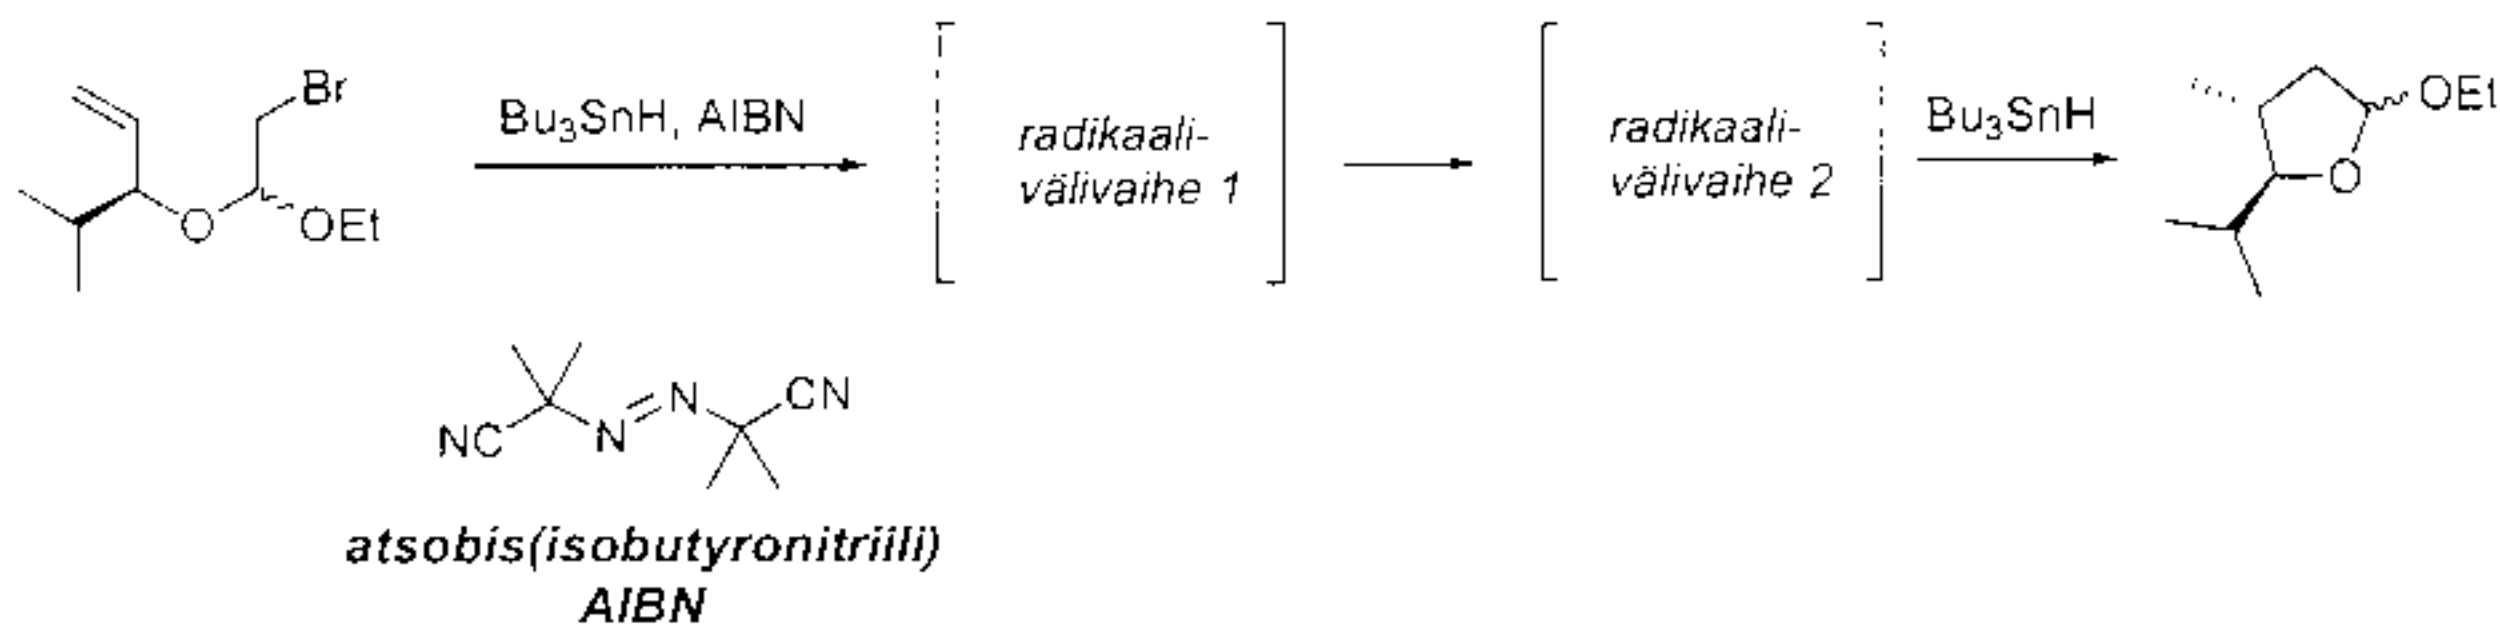 Br
O
OEt
Bu3SnH, AIBN
radikaali-
välivaihe 1
radikaali-
välivaihe 2
Bu3SnH
OEt
O
NC
N
N
CN
atsobis(isobutyronitriili)
AIBN